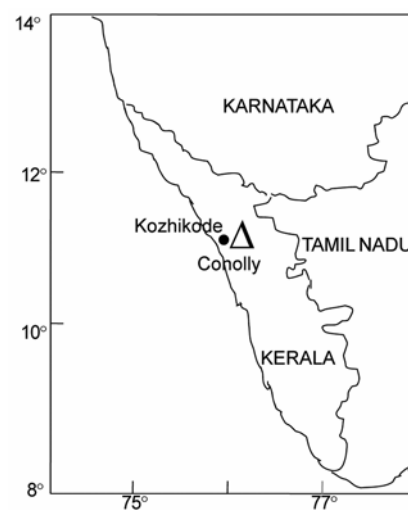 14°
KARNATAKA
12°
Kozhikode
Δ
TAMIL NADU
Conolly
10°
KERALA
8°
75° 77°